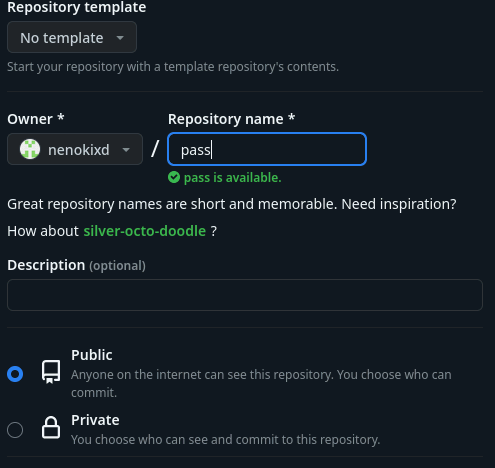 Repository template
No template
Start your repository with a template repository's contents.
Owner * Repository name *
nenokixd / pass
pass is available.
Great repository names are short and memorable. Need inspiration?
How about silver-octo-doodle ?
Description (optional)
Public
Anyone on the internet can see this repository. You choose who can
commit.
Private
You choose who can see and commit to this repository.